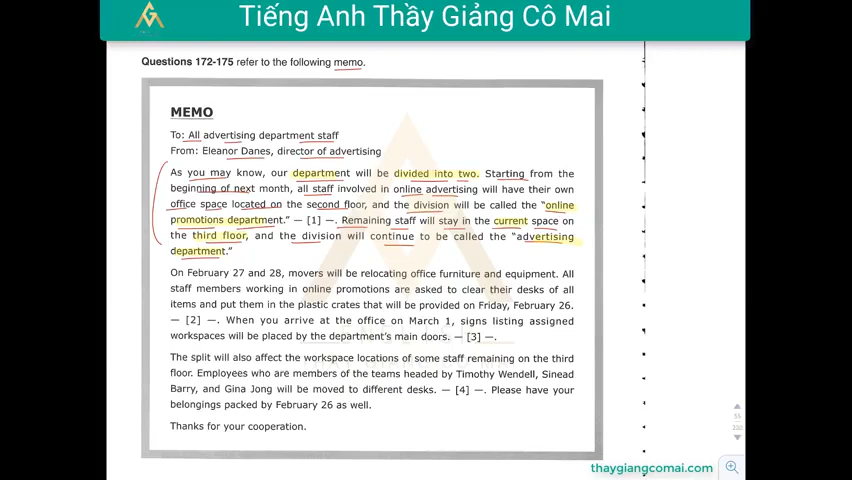 Tiếng Anh Thầy Giảng Cô Mai
Questions 172-175 refer to the following memo.
MEMO
To: All advertising department staff
From: Eleanor Danes, director of advertising
As you may know, our department will be divided into two. Starting from the
beginning of next month, all staff involved in online advertising will have their own
office space located on the second floor, and the division will be called the “online
promotions department.” — [1] —. Remaining staff will stay in the current space on
the third floor, and the division will continue to be called the “advertising
department.”
On February 27 and 28, movers will be relocating office furniture and equipment. All
staff members working in online promotions are asked to clear their desks of all
items and put them in the plastic crates that will be provided on Friday, February 26.
— [2] —. When you arrive at the office on March 1, signs listing assigned
workspaces will be placed by the department’s main doors. — [3] —.
The split will also affect the workspace locations of some staff remaining on the third
floor. Employees who are members of the teams headed by Timothy Wendell, Sinead
Barry, and Gina Jong will be moved to different desks. — [4] —. Please have your
belongings packed by February 26 as well.
Thanks for your cooperation.
55
thaygiangcomai.com